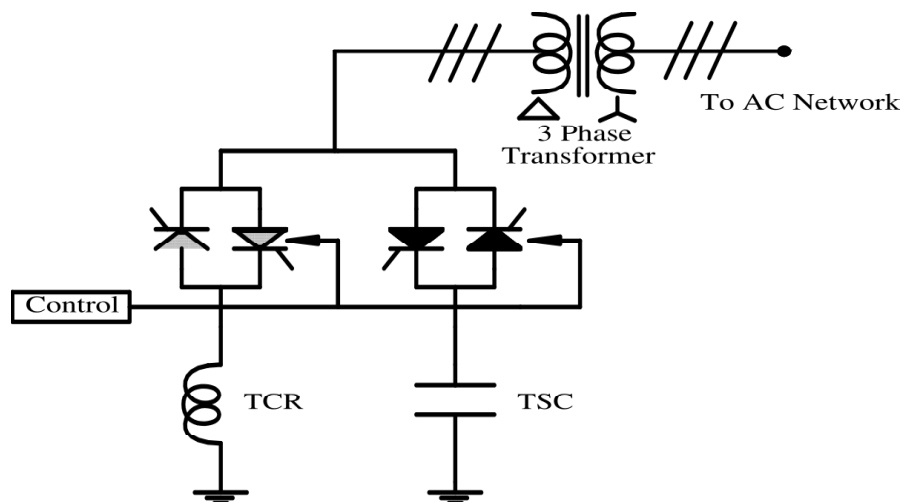 To AC Network
3 Phase
Transformer
Control
TCR
TSC